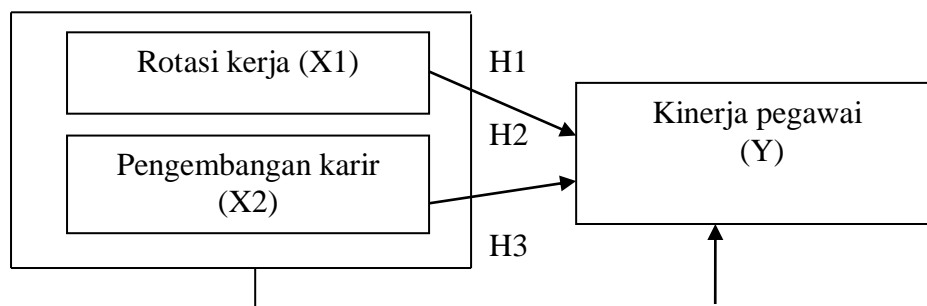 Rotasi kerja (X1)
H1
Kinerja pegawai
(Y)
H2
Pengembangan karir
(X2)
H3